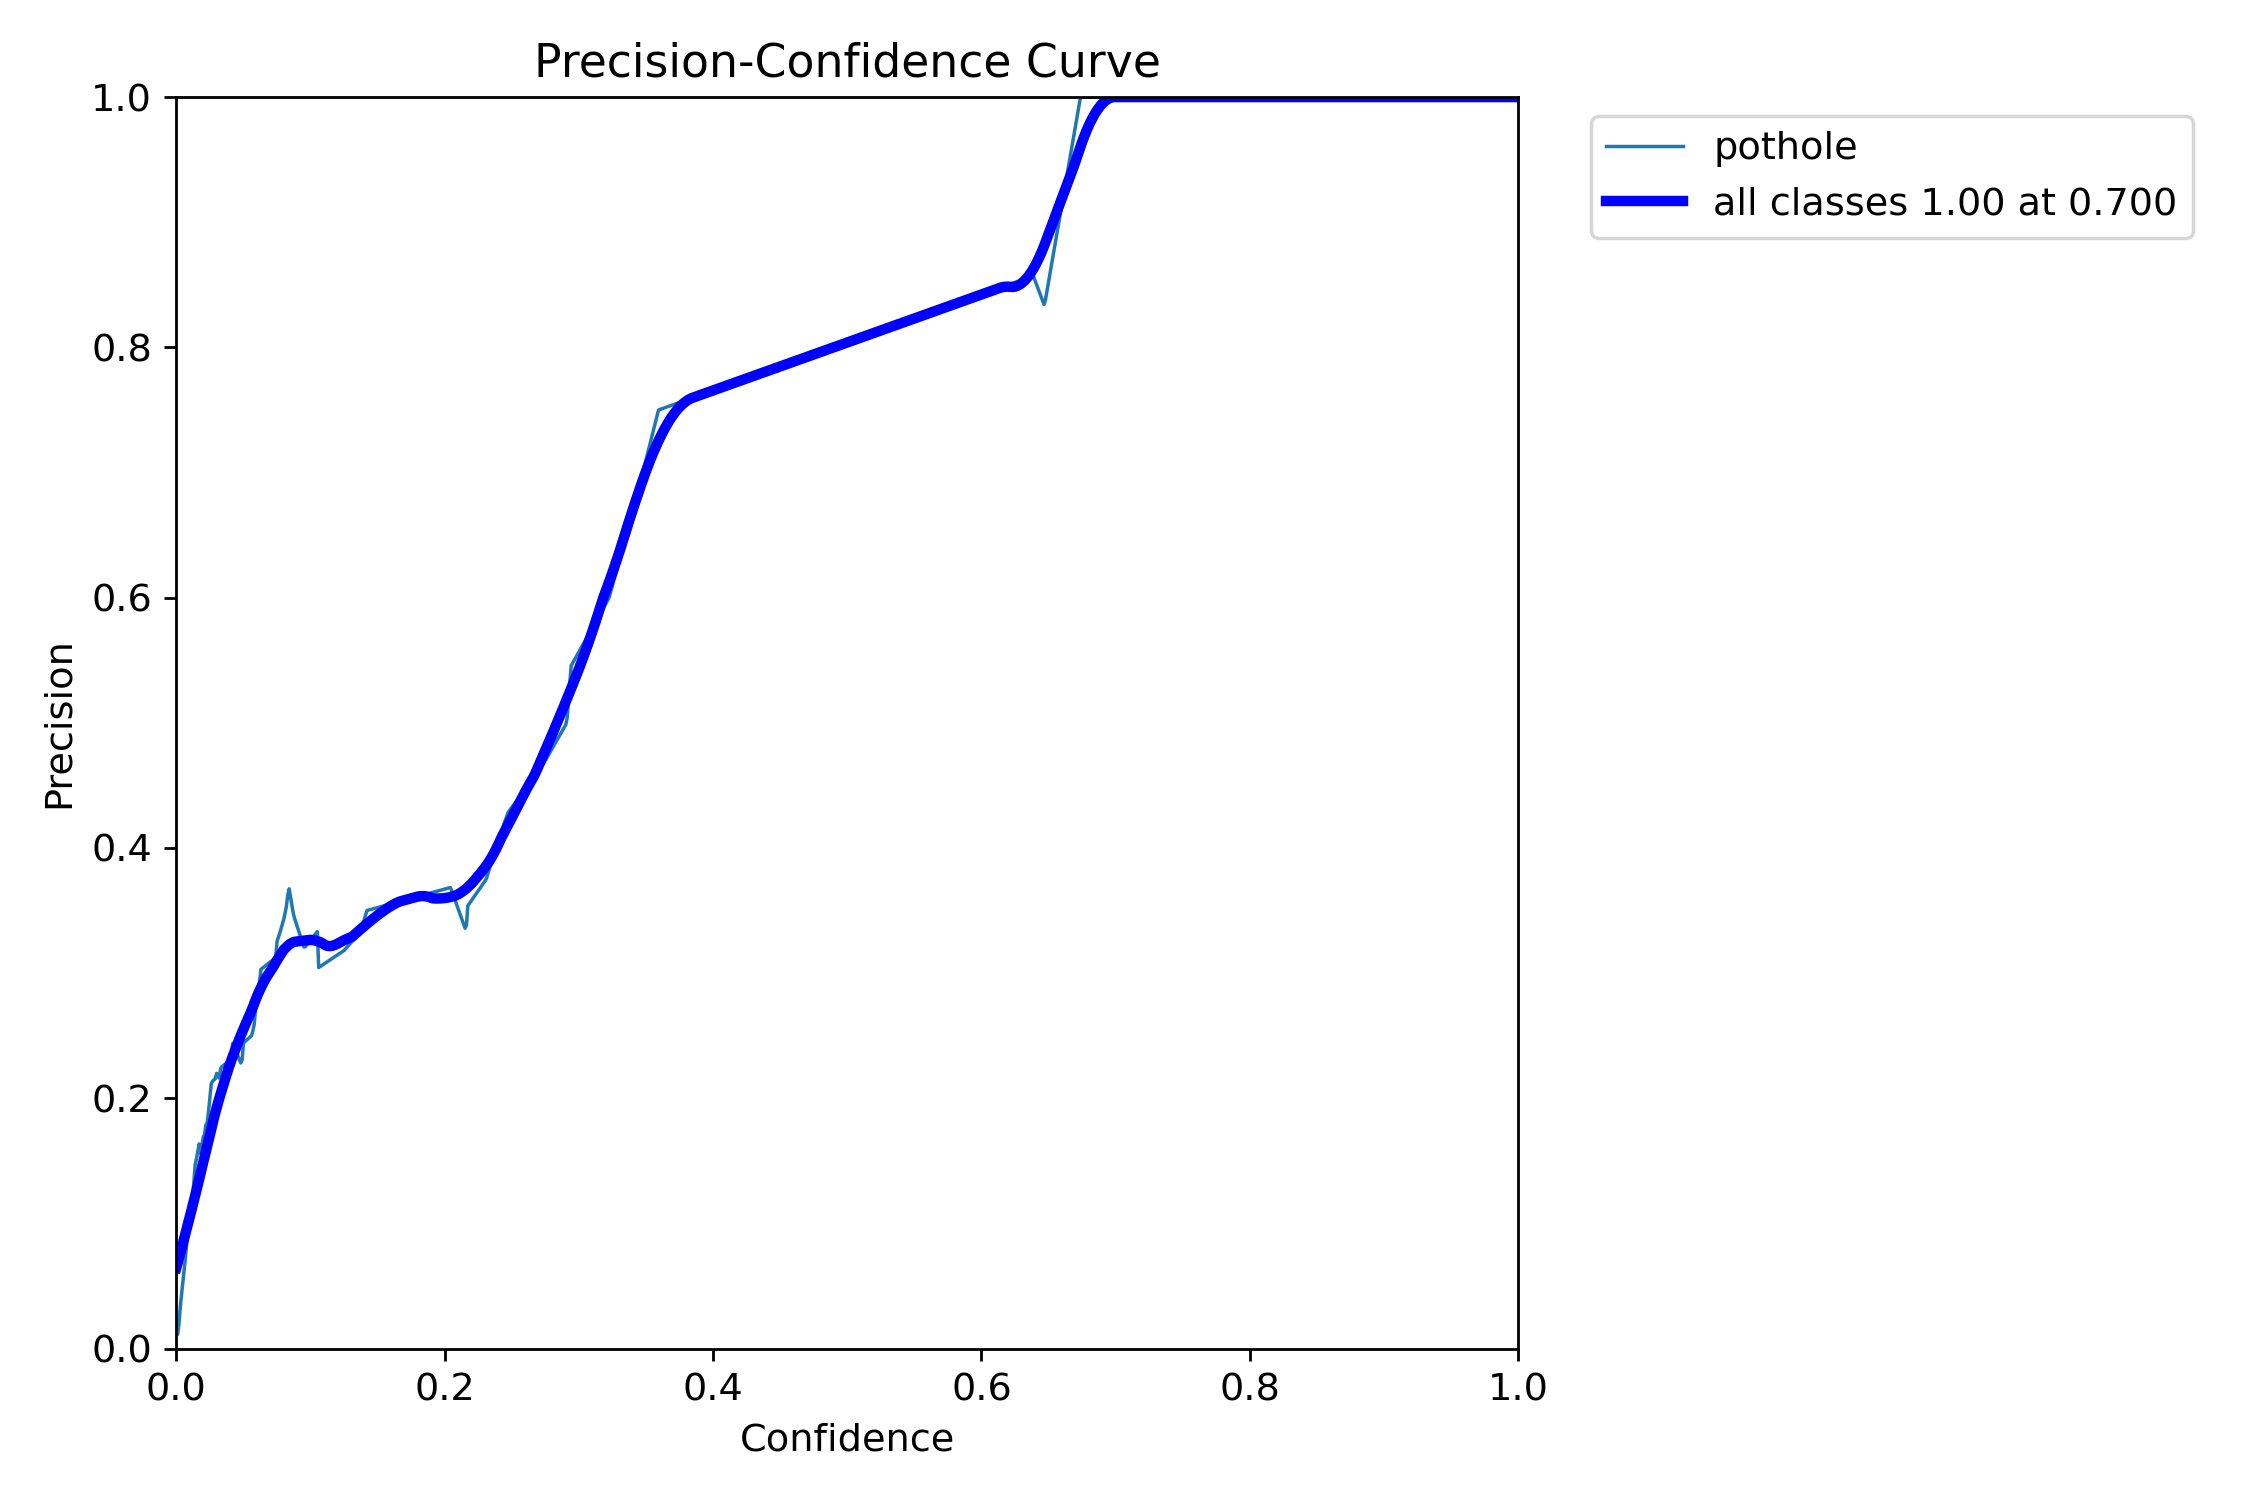 Precision-Confidence Curve
1.0
0.8
0.6
0.4
0.2
0.0
Precision
0.0 0.2 0.4 0.6 0.8 1.0
Confidence
pothole
all classes 1.00 at 0.700